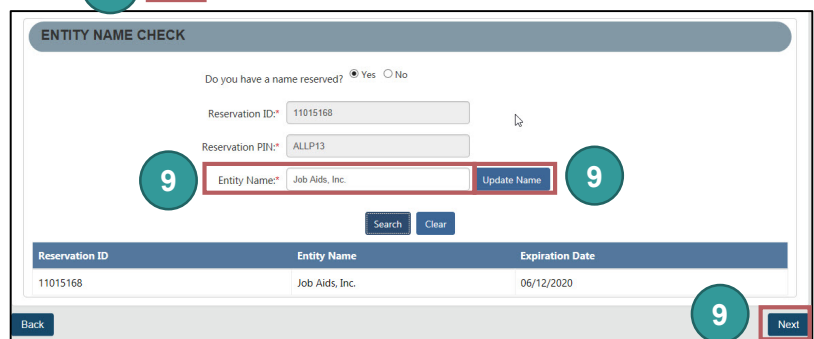 ENTITY NAME CHECK
Do you have a name reserved? Yes No
Reservation ID:* 11015168
Reservation PIN:* ALLP13
9 Entity Name:* Job Aids, Inc. Update Name 9
Search Clear
Reservation ID Entity Name Expiration Date
11015168 Job Aids, Inc. 06/12/2020
Back 9 Next